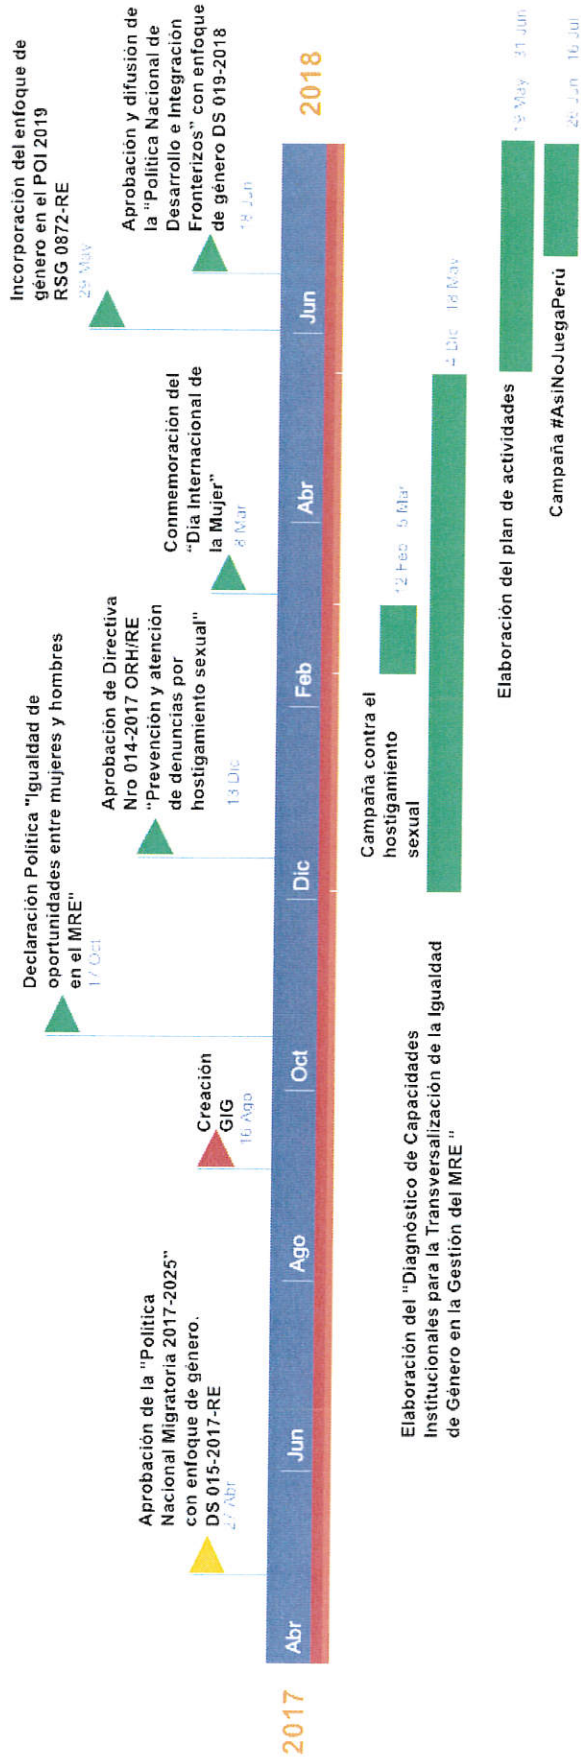 2017
2018
Abr
Jun
Ago
Oct
Dic
Feb
Abr
Jun
Aprobación de la "Política
Nacional Migratoria 2017-2025"
con enfoque de género.
DS 015-2017-RE
27 Abr
Creación
GIG
16 Ago
Declaración Política "Igualdad de
oportunidades entre mujeres y hombres
en el MRE"
17 Oct
Aprobación de Directiva
Nro 014-2017 ORH/RE
"Prevención y atención
de denuncias por
hostigamiento sexual"
13 Dic
Conmemoración del
"Día Internacional de
la Mujer"
8 Mar
Incorporación del enfoque de
género en el POI 2019
RSG 0872-RE
29 May
Aprobación y difusión de
la "Política Nacional de
Desarrollo e Integración
Fronterizos" con enfoque
de género DS 019-2018
18 Jun
Campaña contra el
hostigamiento
sexual
12 Feb 5 Mar
Elaboración del "Diagnóstico de Capacidades
Institucionales para la Transversalización de la Igualdad
de Género en la Gestión del MRE "
4 Dic 18 May
Elaboración del plan de actividades
19 May 31 Jun
Campaña #AsiNoJuegaPerú
26 Jun 16 Jul